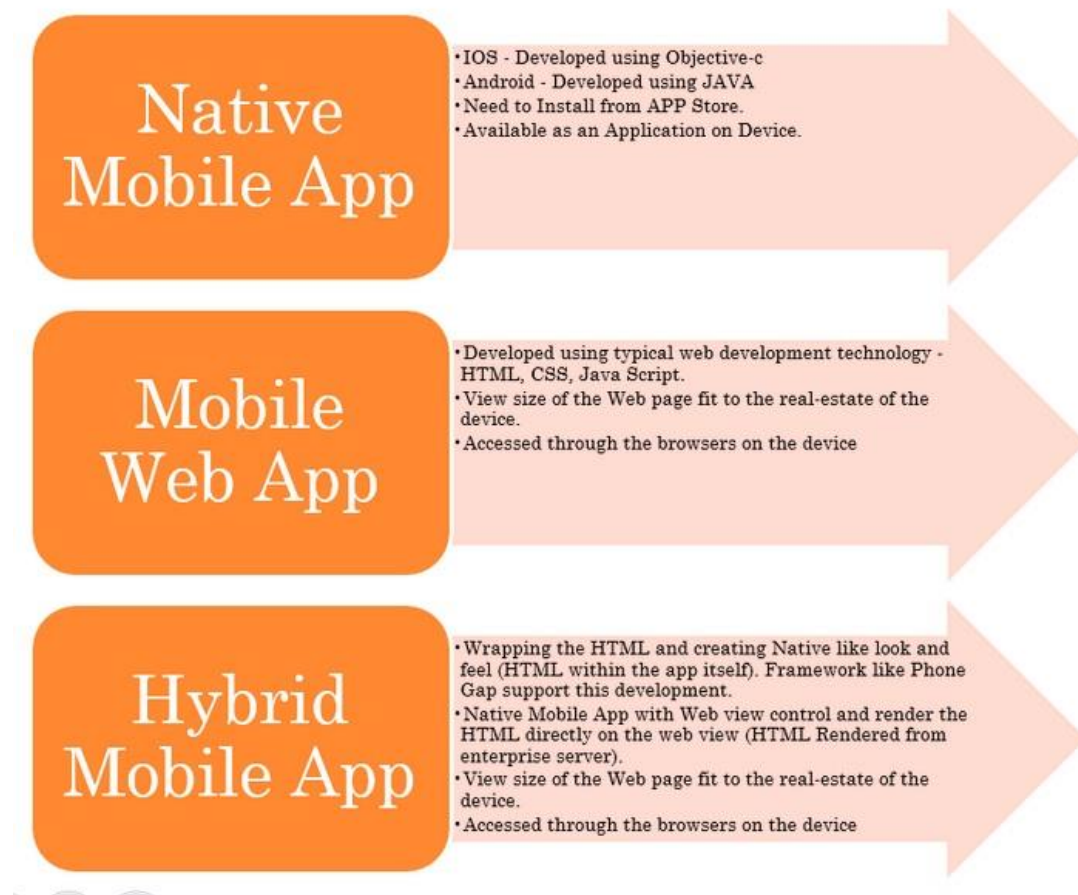 Native
Mobile App
•IOS - Developed using Objective-c
•Android - Developed using JAVA
•Need to Install from APP Store.
•Available as an Application on Device.
Mobile
Web App
•Developed using typical web development technology -
HTML, CSS, Java Script.
•View size of the Web page fit to the real-estate of the
device.
•Accessed through the browsers on the device
Hybrid
Mobile App
•Wrapping the HTML and creating Native like look and
feel (HTML within the app itself). Framework like Phone
Gap support this development.
•Native Mobile App with Web view control and render the
HTML directly on the web view (HTML Rendered from
enterprise server).
•View size of the Web page fit to the real-estate of the
device.
•Accessed through the browsers on the device